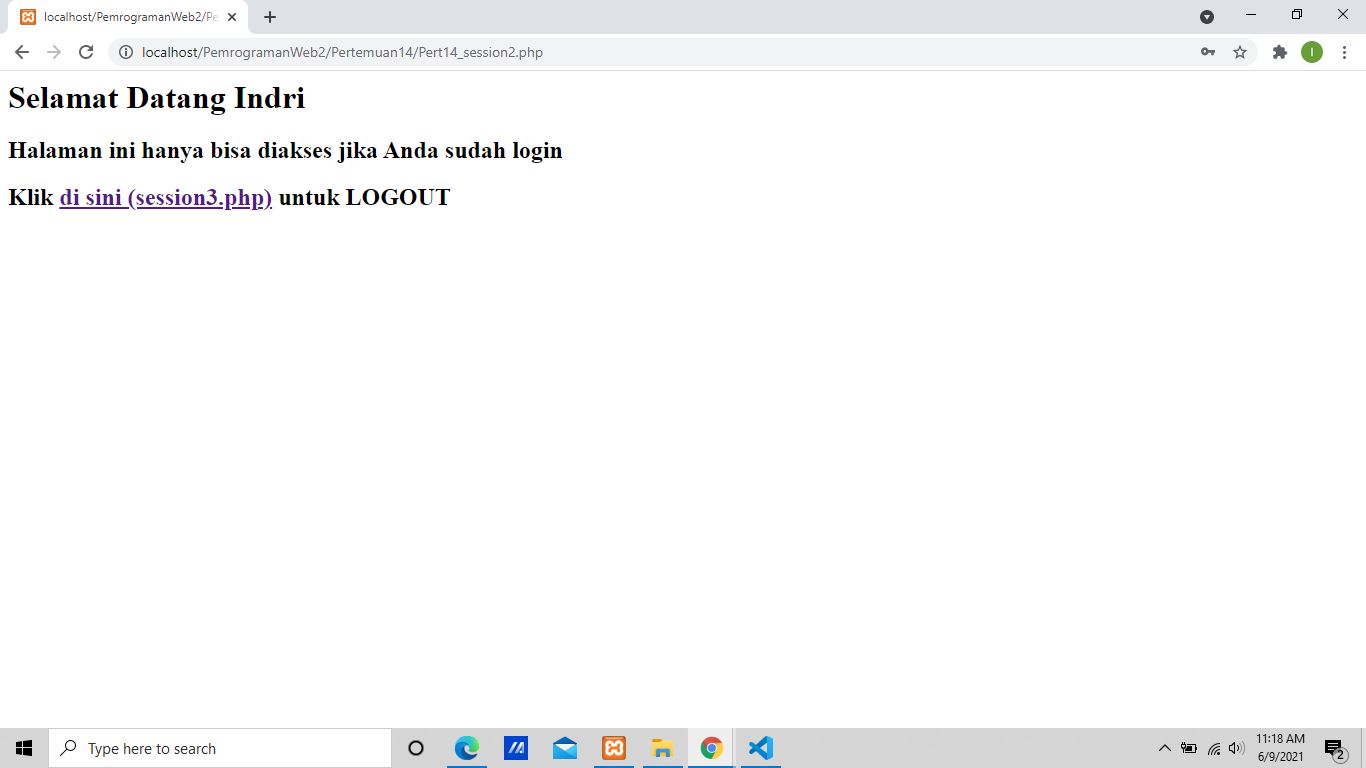 localhost/PemrogramanWeb2/Pe
localhost/PemrogramanWeb2/Pertemuan14/Pert14_session2.php
I
Selamat Datang Indri
Halaman ini hanya bisa diakses jika Anda sudah login
Klik di sini (session3.php) untuk LOGOUT
Type here to search
11:18 AM
6/9/2021
2